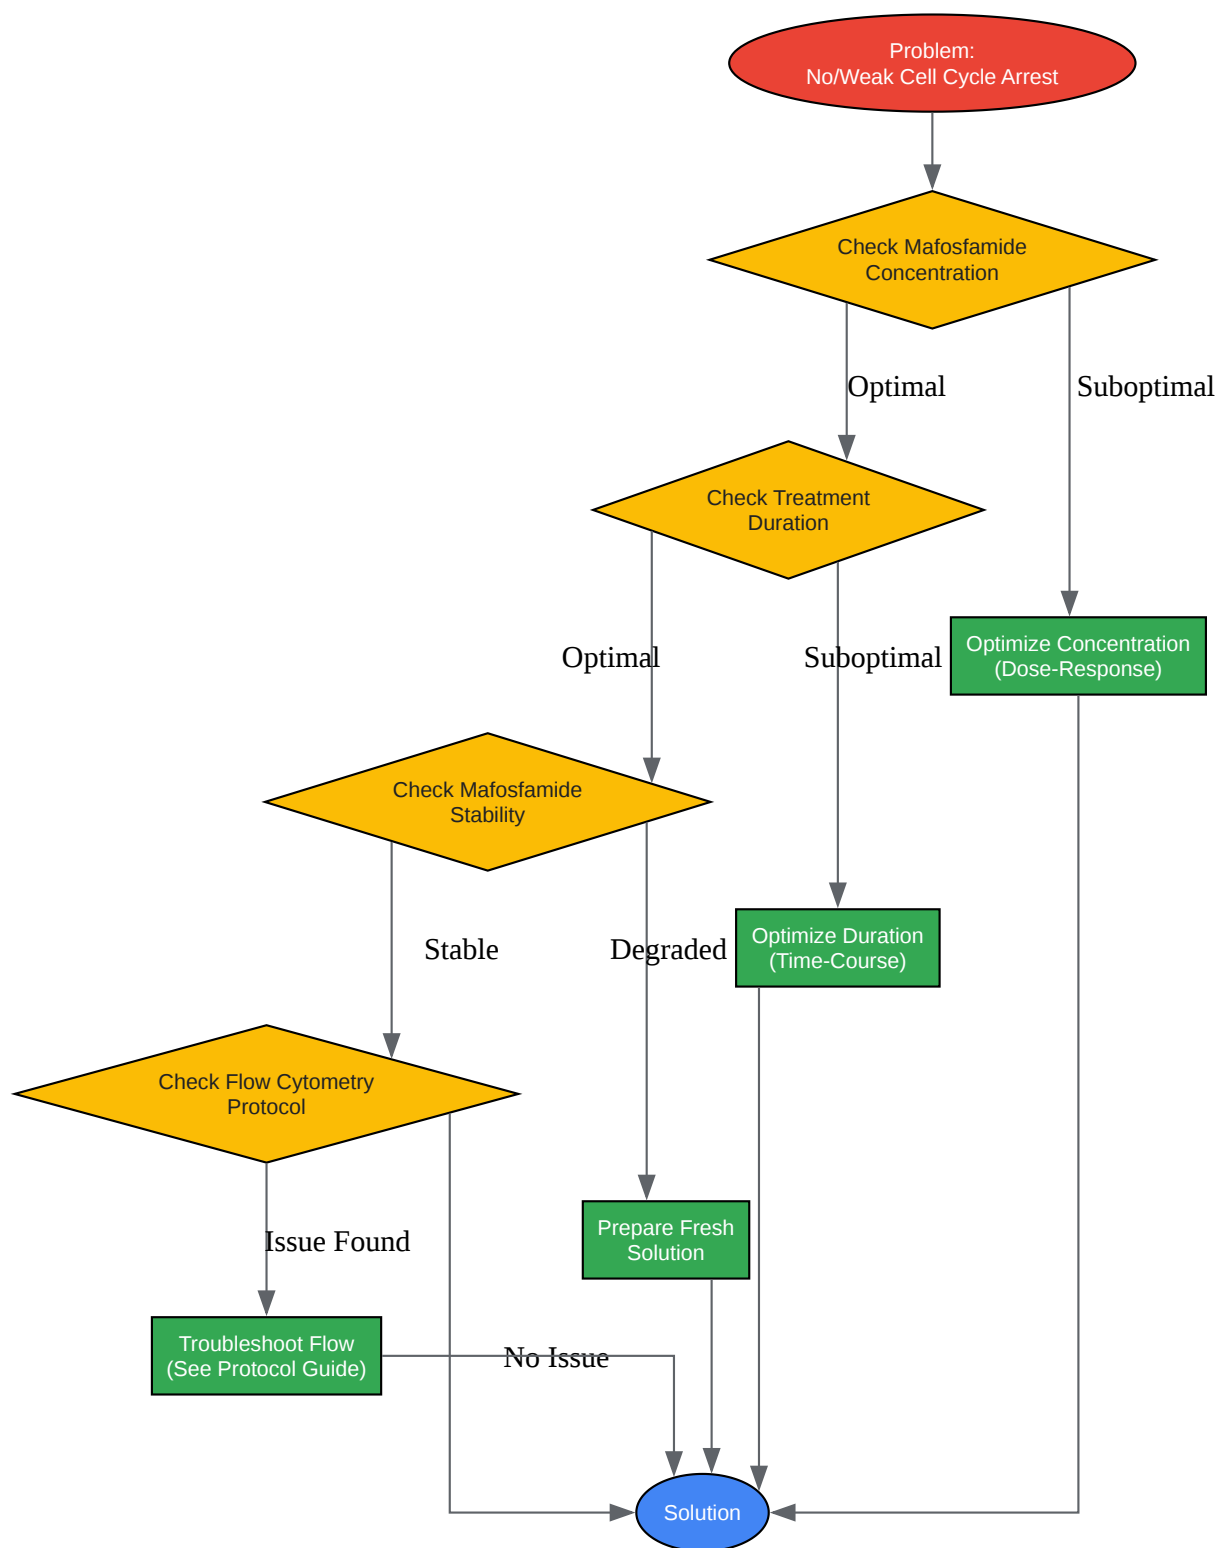 Problem:
No/Weak Cell Cycle Arrest
Check Mafosfamide
Concentration
Optimal
Suboptimal
Check Treatment
Duration
Optimal
Suboptimal
Optimize Concentration
(Dose-Response)
Check Mafosfamide
Stability
Stable
Degraded
Optimize Duration
(Time-Course)
Check Flow Cytometry
Protocol
Issue Found
Prepare Fresh
Solution
Troubleshoot Flow
(See Protocol Guide)
No Issue
Solution